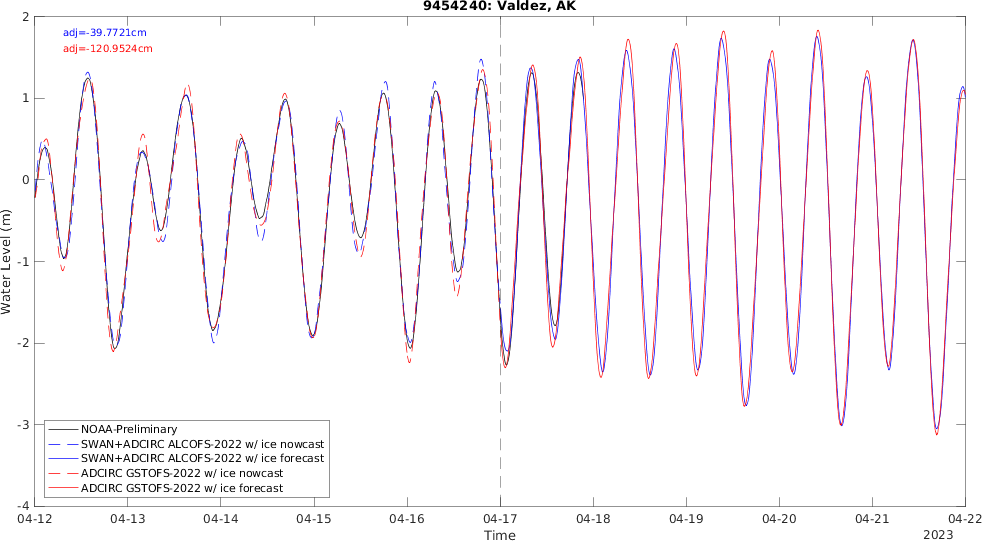 9454240: Valdez, AK
adj=-39.7721cm
adj=-120.9524cm
2
1
0
-1
-2
-3
-4
Water Level (m)
NOAA-Preliminary
SWAN+ADCIRC ALCOFS-2022 w/ ice nowcast
SWAN+ADCIRC ALCOFS-2022 w/ ice forecast
ADCIRC GSTOFS-2022 w/ ice nowcast
ADCIRC GSTOFS-2022 w/ ice forecast
04-12 04-13 04-14 04-15 04-16 04-17 04-18 04-19 04-20 04-21 04-22
Time
2023